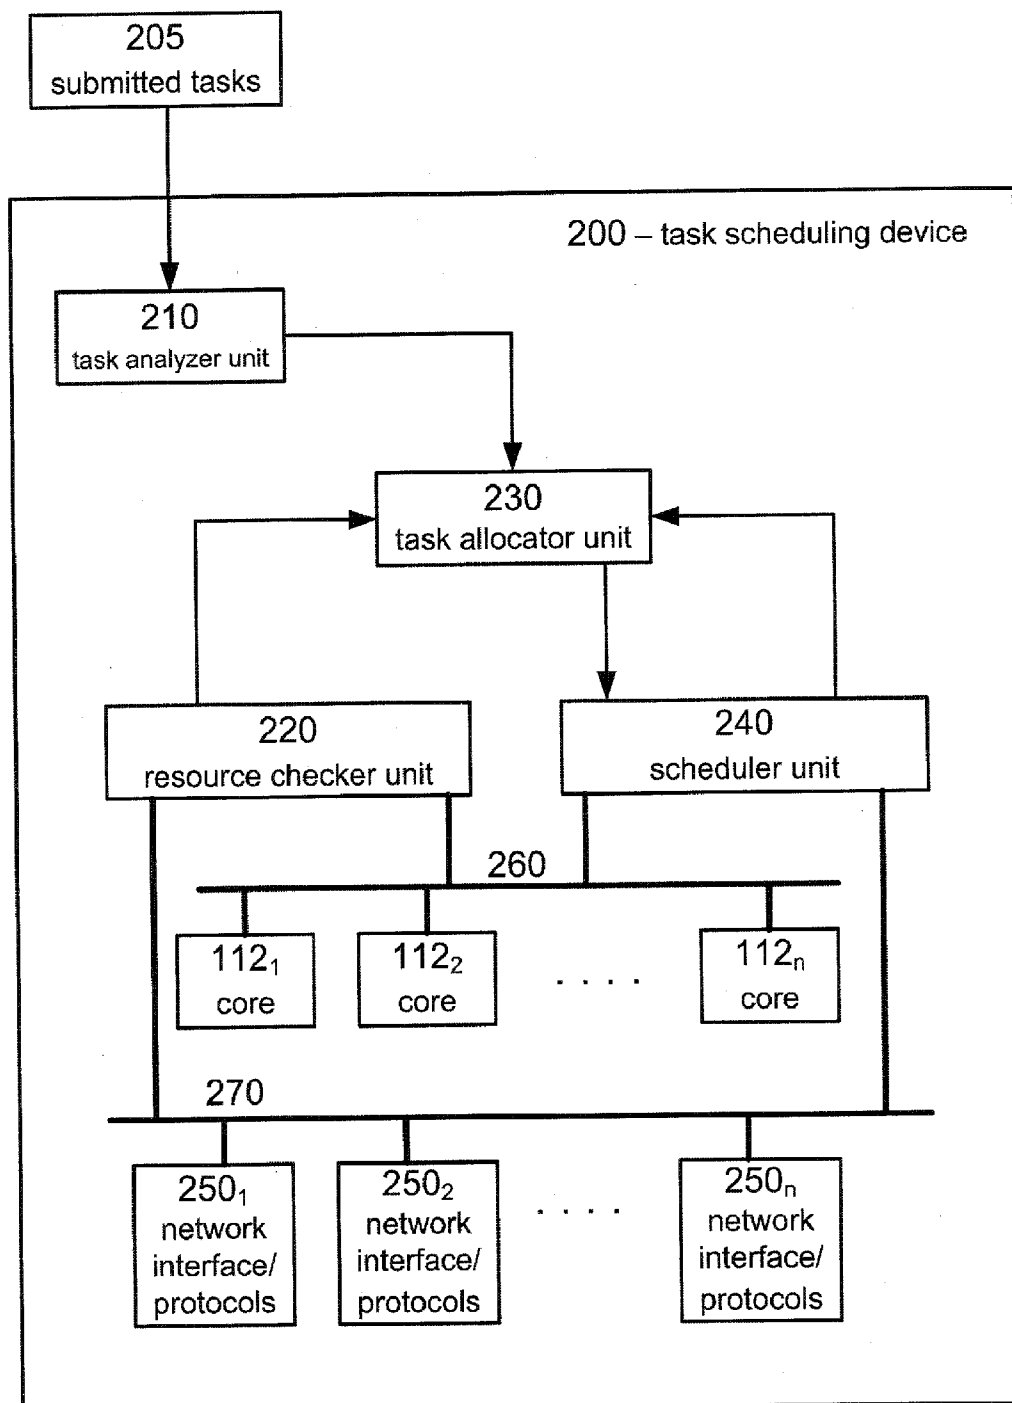 205
submitted tasks
200 – task scheduling device
210
task analyzer unit
230
task allocator unit
220
resource checker unit
240
scheduler unit
260
112₁
core
112₂
core
. . . .
112ₙ
core
270
250₁
network
interface/
protocols
250₂
network
interface/
protocols
. . . .
250ₙ
network
interface/
protocols